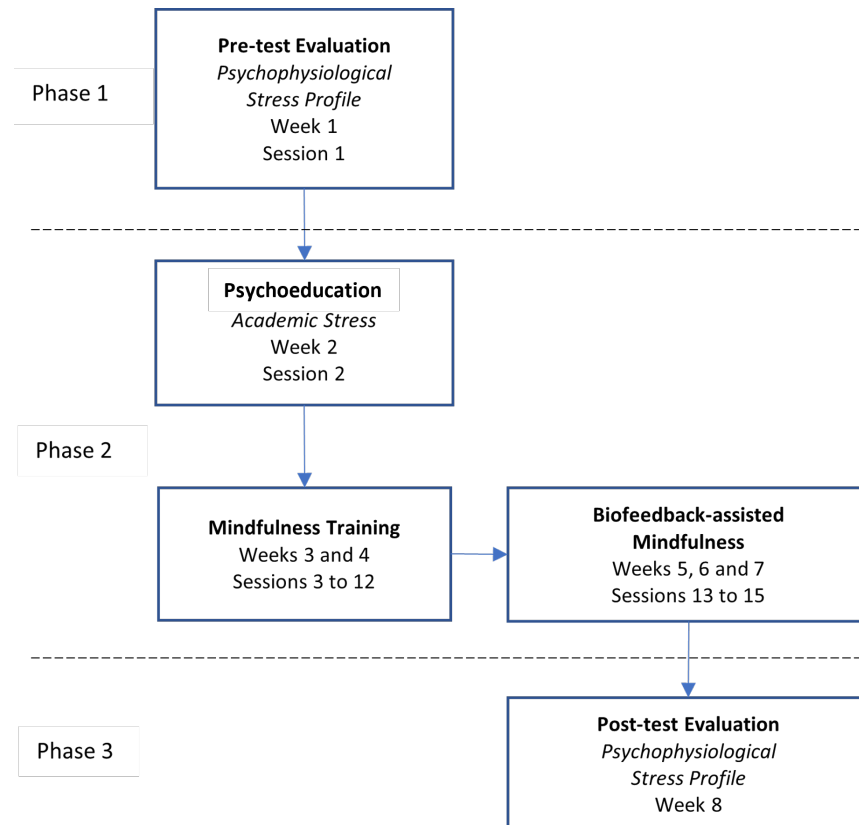 Phase 1
Pre-test Evaluation
Psychophysiological
Stress Profile
Week 1
Session 1
Phase 2
Psychoeducation
Academic Stress
Week 2
Session 2
Mindfulness Training
Weeks 3 and 4
Sessions 3 to 12
Biofeedback-assisted
Mindfulness
Weeks 5, 6 and 7
Sessions 13 to 15
Phase 3
Post-test Evaluation
Psychophysiological
Stress Profile
Week 8